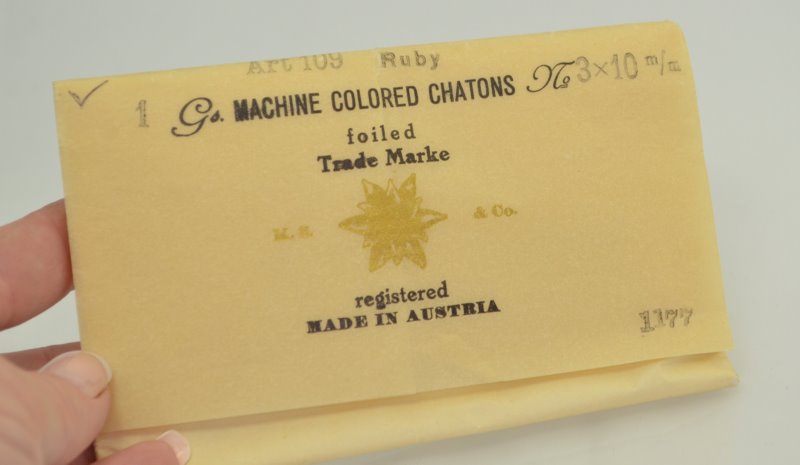 Art 109 Ruby
1 Gs. MACHINE COLORED CHATONS No 3×10 m/m
foiled
Trade Marke
& Co.
registered
MADE IN AUSTRIA
1177